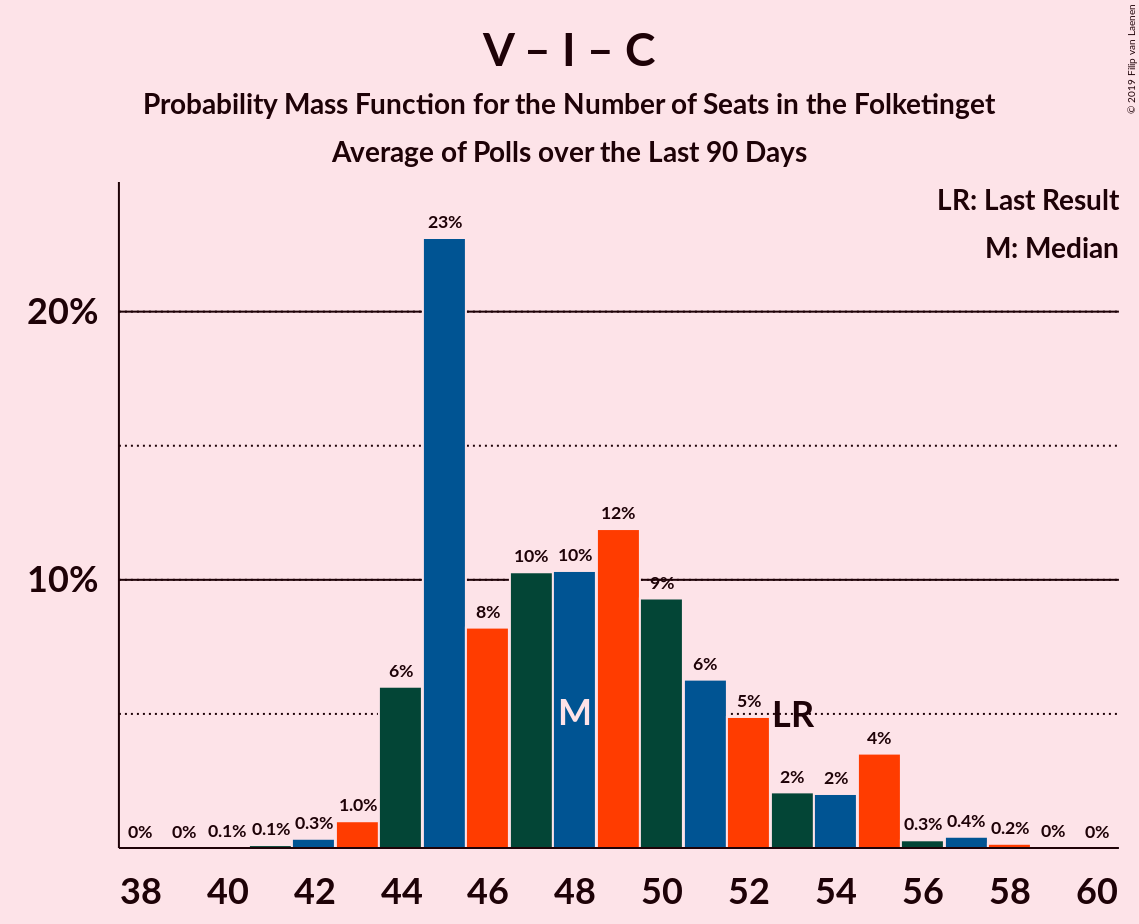 V – I – C
Probability Mass Function for the Number of Seats in the Folketinget
Average of Polls over the Last 90 Days
© 2019 Filip van Laenen
LR: Last Result
M: Median
20%
10%
0%
0%
0.1%
0.1%
0.3%
1.0%
6%
23%
8%
10%
10%
12%
9%
6%
5%
2%
2%
4%
0.3%
0.4%
0.2%
0%
0%
M
LR
38 40 42 44 46 48 50 52 54 56 58 60